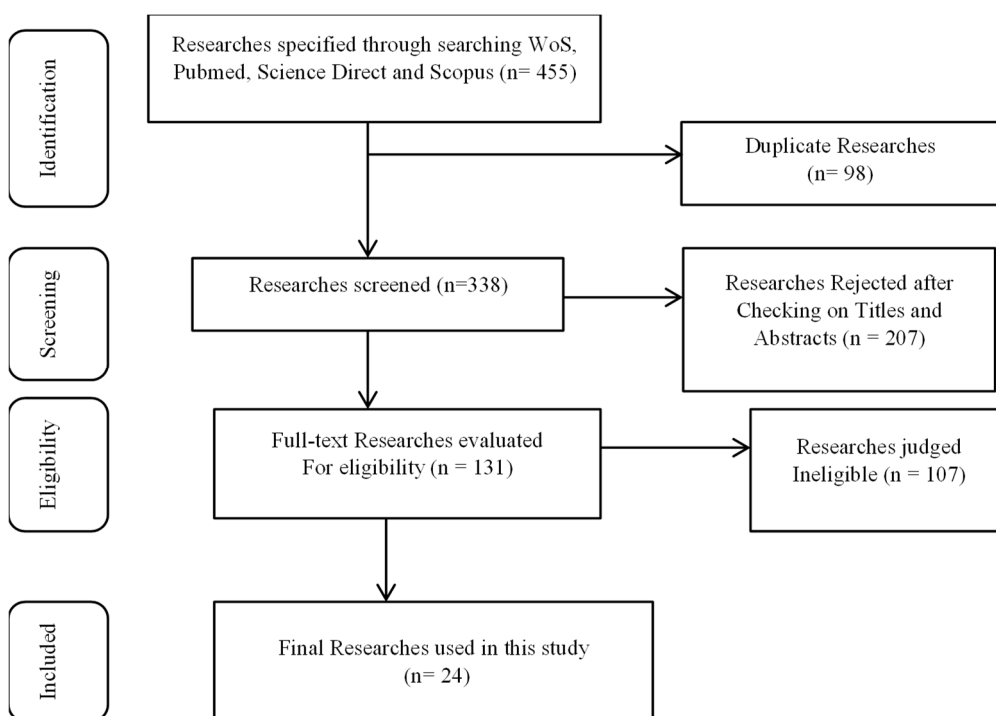 Identification
Researches specified through searching WoS,
Pubmed, Science Direct and Scopus (n= 455)
Duplicate Researches
(n= 98)
Screening
Researches screened (n=338)
Researches Rejected after
Checking on Titles and
Abstracts (n = 207)
Eligibility
Full-text Researches evaluated
For eligibility (n = 131)
Researches judged
Ineligible (n = 107)
Included
Final Researches used in this study
(n= 24)